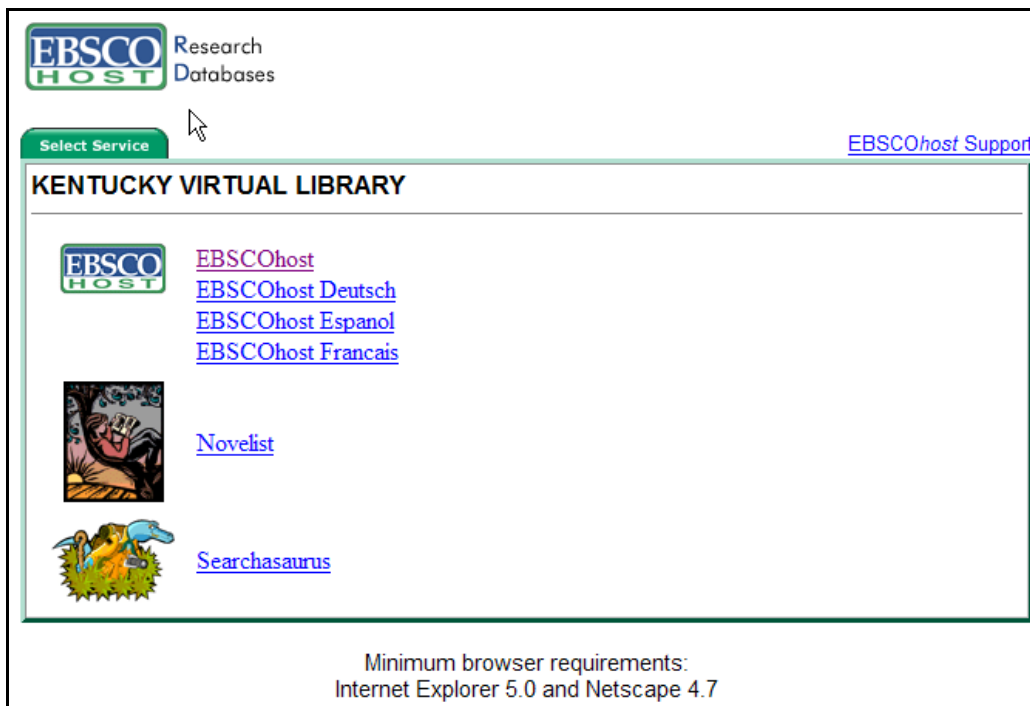 EBSCO Research
HOST Databases
Select Service
EBSCOhost Support
KENTUCKY VIRTUAL LIBRARY
EBSCO
HOST
EBSCOhost
EBSCOhost Deutsch
EBSCOhost Espanol
EBSCOhost Francais
Novelist
Searchasaurus
Minimum browser requirements:
Internet Explorer 5.0 and Netscape 4.7